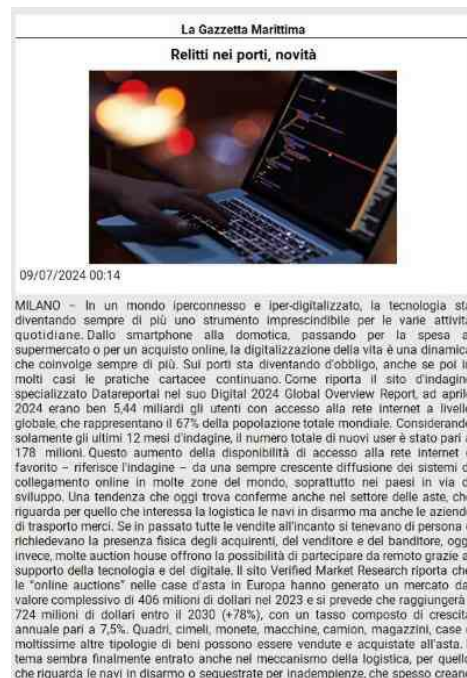 La Gazzetta Marittima
Relitti nei porti, novità
09/07/2024 00:14
MILANO – In un mondo iperconnesso e iper-digitalizzato, la tecnologia sta
diventando sempre di più uno strumento imprescindibile per le varie attività
quotidiane. Dallo smartphone alla domotica, passando per la spesa al
supermercato o per un acquisto online, la digitalizzazione della vita è una dinamica
che coinvolge sempre di più. Sui porti sta diventando d'obbligo, anche se poi in
molti casi le pratiche cartacee continuano. Come riporta il sito d'indagine
specializzato Datareportal nel suo Digital 2024 Global Overview Report, ad aprile
2024 erano ben 5,44 miliardi gli utenti con accesso alla rete internet a livello
globale, che rappresentano il 67% della popolazione totale mondiale. Considerando
solamente gli ultimi 12 mesi d'indagine, il numero totale di nuovi user è stato pari a
178 milioni. Questo aumento della disponibilità di accesso alla rete internet è
favorito – riferisce l'indagine – da una sempre crescente diffusione dei sistemi di
collegamento online in molte zone del mondo, soprattutto nei paesi in via di
sviluppo. Una tendenza che oggi trova conferme anche nel settore delle aste, che
riguarda per quello che interessa la logistica le navi in disarmo ma anche le aziende
di trasporto merci. Se in passato tutte le vendite all'incanto si tenevano di persona e
richiedevano la presenza fisica degli acquirenti, del venditore e del banditore, oggi,
invece, molte auction house offrono la possibilità di partecipare da remoto grazie al
supporto della tecnologia e del digitale. Il sito Verified Market Research riporta che
le "online auctions" nelle case d'asta in Europa hanno generato un mercato dal
valore complessivo di 406 milioni di dollari nel 2023 e si prevede che raggiungerà i
724 milioni di dollari entro il 2030 (+78%), con un tasso composto di crescita
annuale pari a 7,5%. Quadri, cimeli, monete, macchine, camion, magazzini, case e
moltissime altre tipologie di beni possono essere vendute e acquistate all'asta. Il
tema sembra finalmente entrato anche nel meccanismo della logistica, per quello
che riguarda le navi in disarmo o sequestrate per inadempienze, che spesso creano